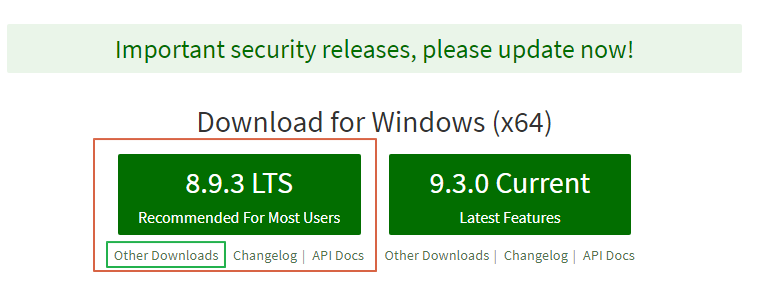 Important security releases, please update now!
Download for Windows (x64)
8.9.3 LTS
Recommended For Most Users
Other Downloads Changelog | API Docs
9.3.0 Current
Latest Features
Other Downloads | Changelog | API Docs